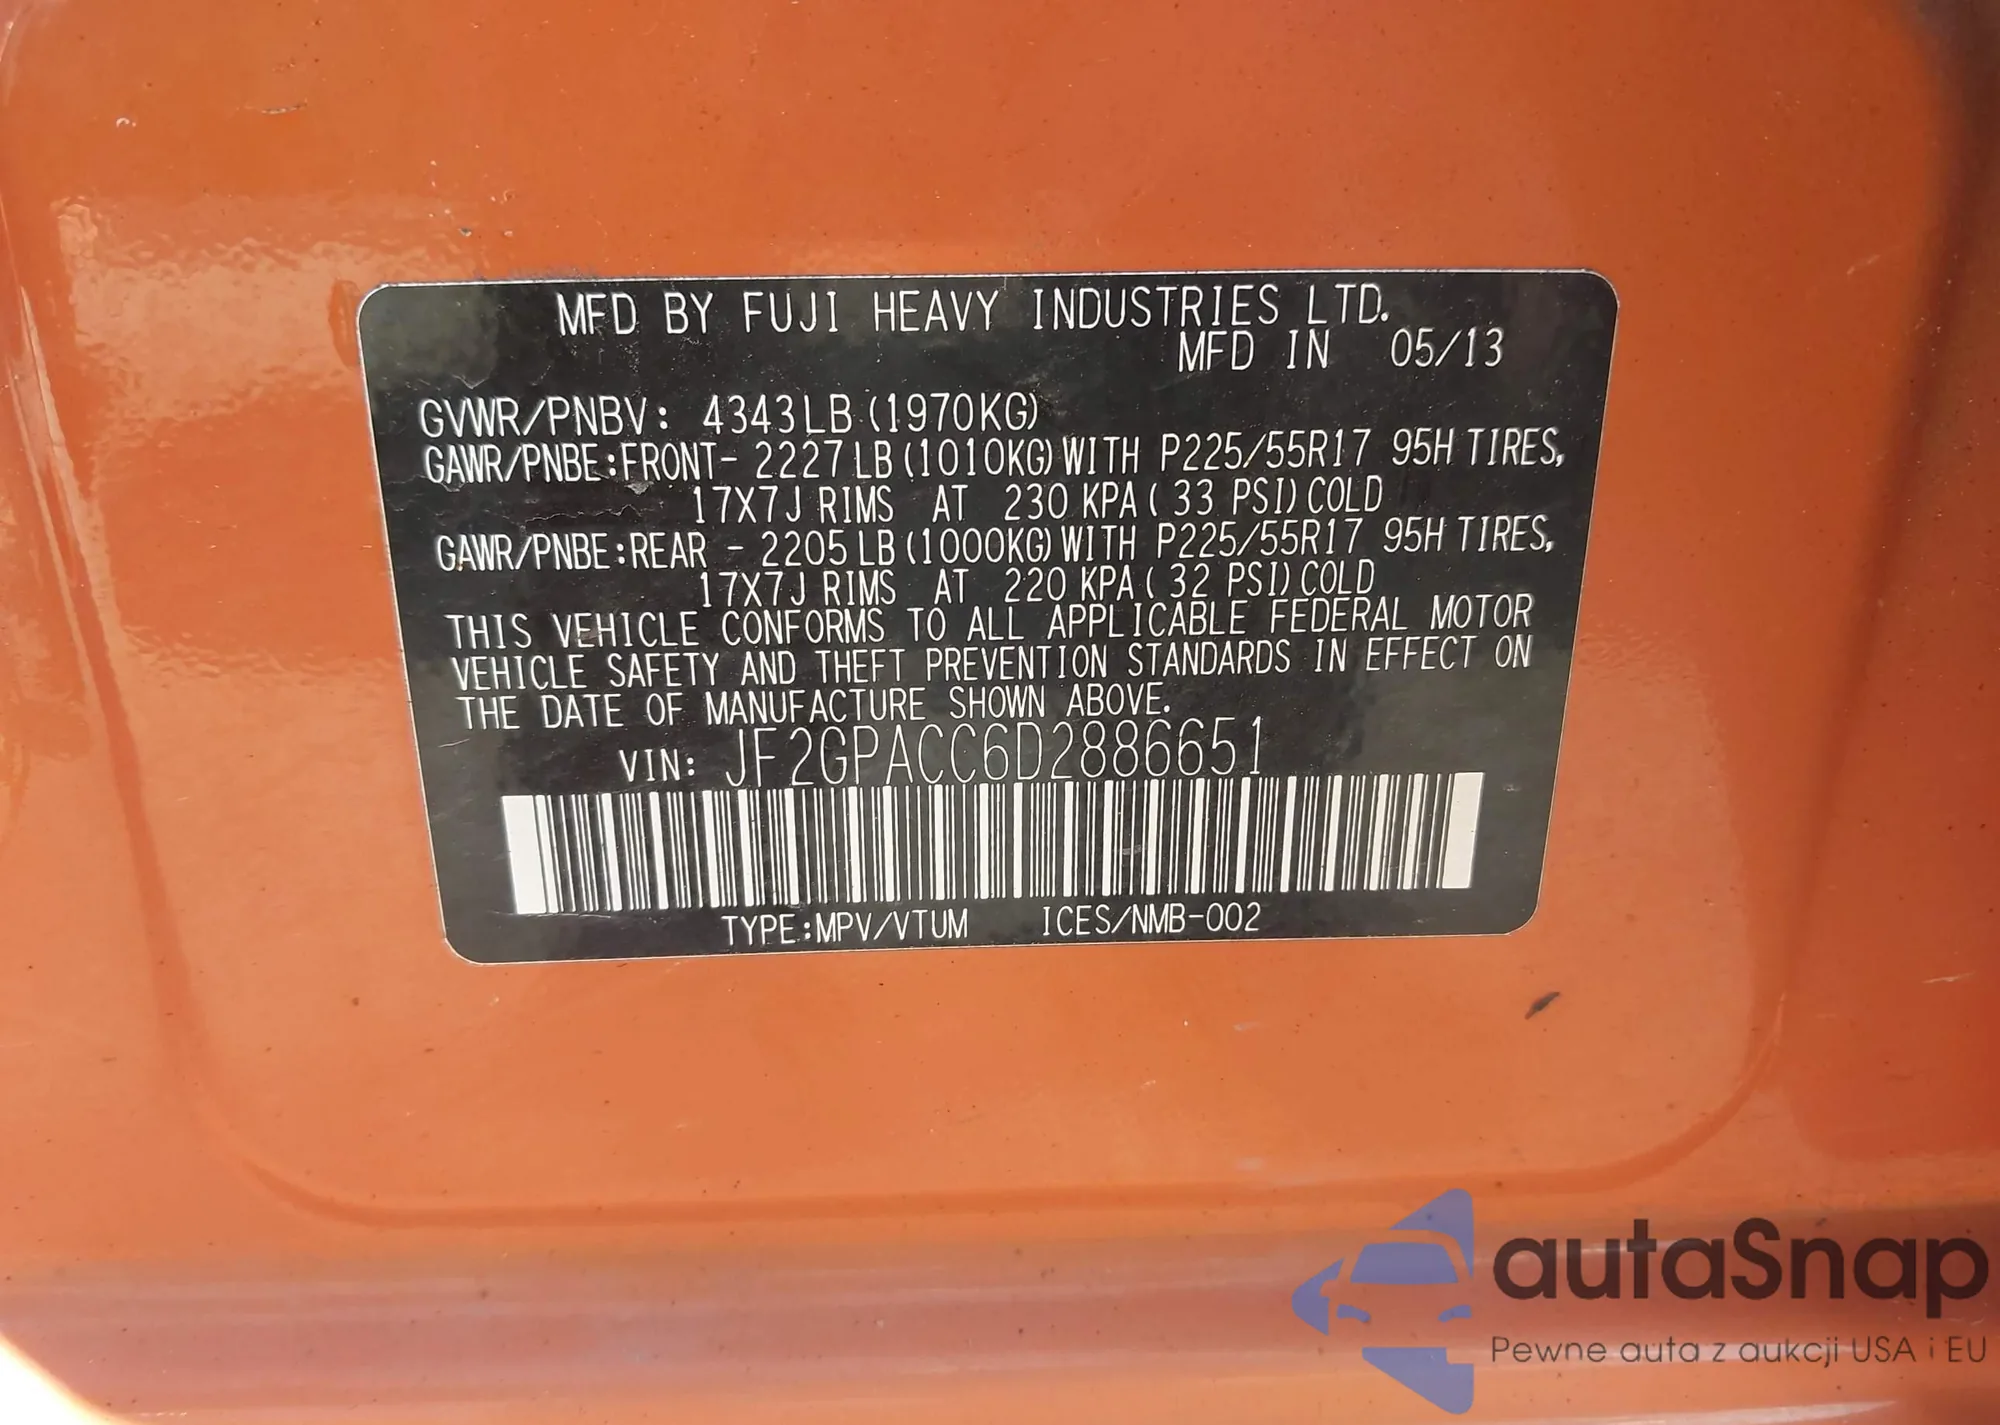 MFD BY FUJI HEAVY INDUSTRIES LTD.
MFD IN 05/13
GVWR/PNBV: 4343LB (1970KG)
GAWR/PNBE:FRONT- 2227LB (1010KG) WITH P225/55R17 95H TIRES,
17X7J RIMS AT 230 KPA ( 33 PSI) COLD
GAWR/PNBE:REAR - 2205LB (1000KG) WITH P225/55R17 95H TIRES,
17X7J RIMS AT 220 KPA ( 32 PSI) COLD
THIS VEHICLE CONFORMS TO ALL APPLICABLE FEDERAL MOTOR
VEHICLE SAFETY AND THEFT PREVENTION STANDARDS IN EFFECT ON
THE DATE OF MANUFACTURE SHOWN ABOVE.
VIN: JF2GPACC6D2886651
TYPE:MPV/VTUM ICES/NMB-002
autaSnap
Pewne auta z aukcji USA i EU